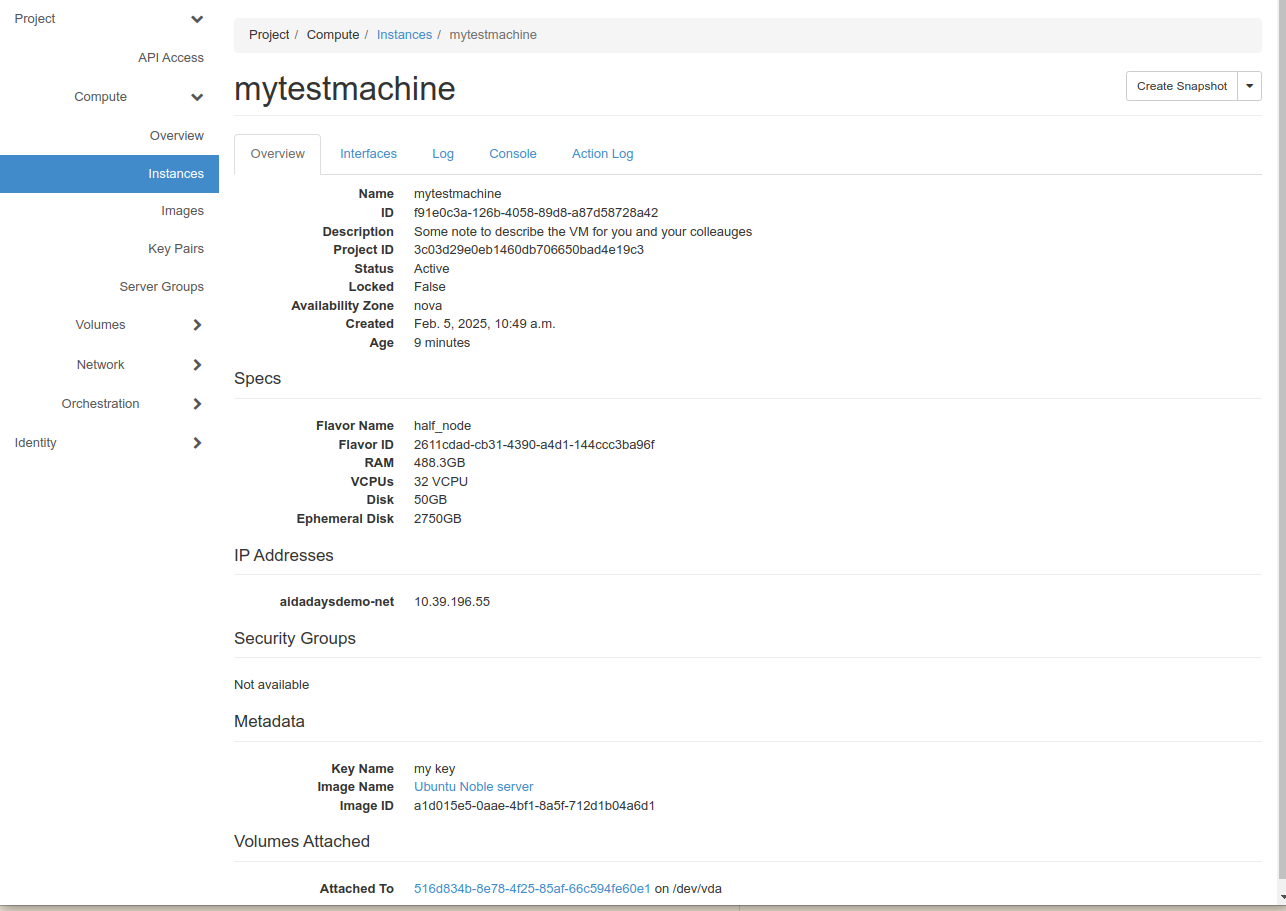 Project
API Access
Compute
Overview
Instances
Images
Key Pairs
Server Groups
Volumes
Network
Orchestration
Identity
Project / Compute / Instances / mytestmachine
mytestmachine
Create Snapshot
Overview Interfaces Log Console Action Log
Name mytestmachine
ID f91e0c3a-126b-4058-89d8-a87d58728a42
Description Some note to describe the VM for you and your colleauges
Project ID 3c03d29e0eb1460db706650bad4e19c3
Status Active
Locked False
Availability Zone nova
Created Feb. 5, 2025, 10:49 a.m.
Age 9 minutes
Specs
Flavor Name half_node
Flavor ID 2611cdad-cb31-4390-a4d1-144ccc3ba96f
RAM 488.3GB
VCPUs 32 VCPU
Disk 50GB
Ephemeral Disk 2750GB
IP Addresses
aidadaysdemo-net 10.39.196.55
Security Groups
Not available
Metadata
Key Name my key
Image Name Ubuntu Noble server
Image ID a1d015e5-0aae-4bf1-8a5f-712d1b04a6d1
Volumes Attached
Attached To 516d834b-8e78-4f25-85af-66c594fe60e1 on /dev/vda